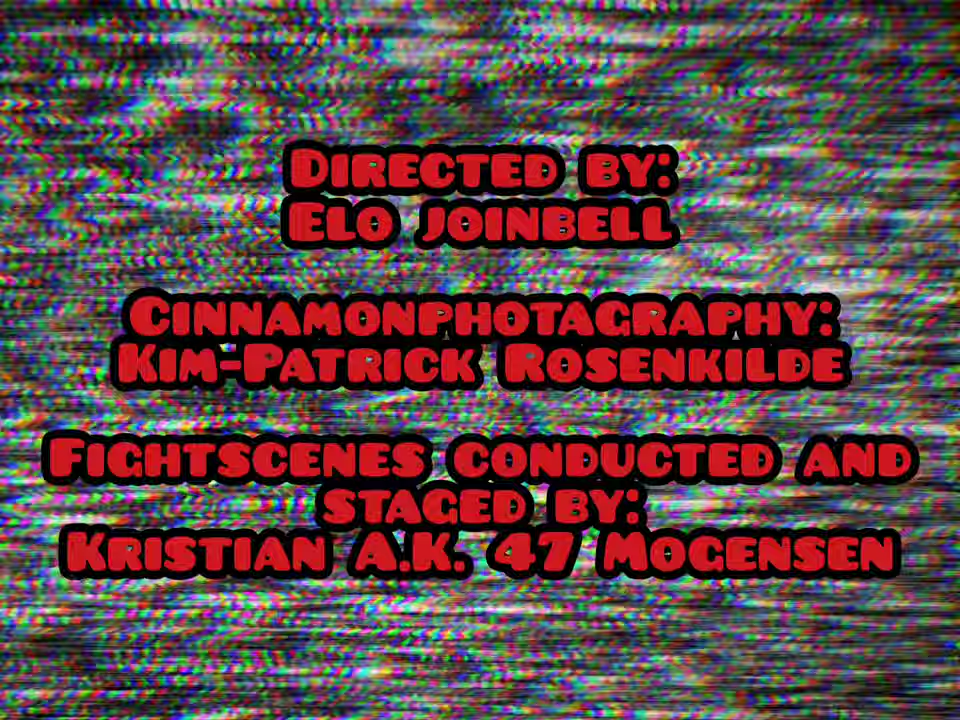 Directed by:
Elo joinbell
Cinnamonphotagraphy:
Kim-Patrick Rosenkilde
Fightscenes conducted and
staged by:
Kristian A.K. 47 Mogensen